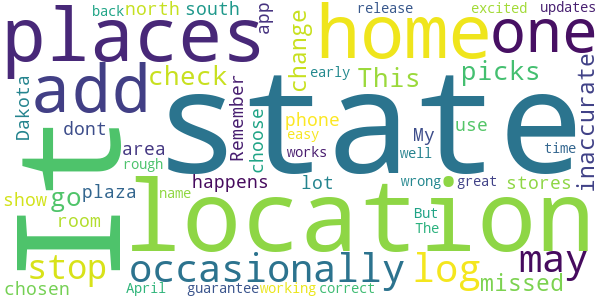 back north south app change release excited updates
places home one
add check This picks
Dakota state early inaccurate
dont Remember choose phone easy My use
It area rough works well time
go plaza happens lot wrong great stores
show room name location But The
stop occasionally log may missed
chosen April guarantee working correct